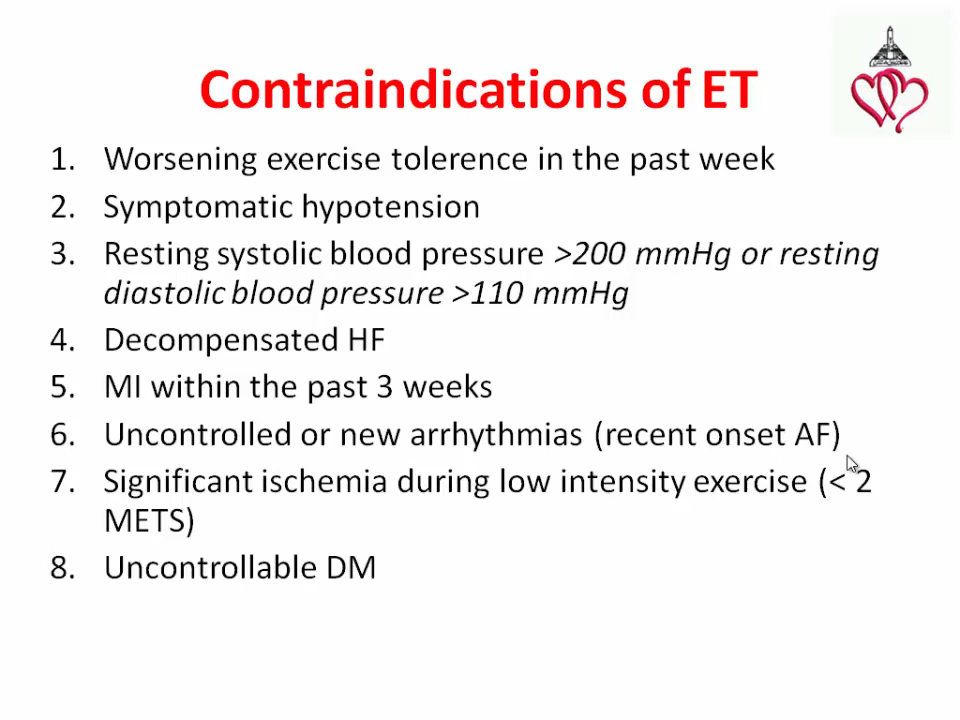 Contraindications of ET
1. Worsening exercise tolerence in the past week
2. Symptomatic hypotension
3. Resting systolic blood pressure >200 mmHg or resting
diastolic blood pressure >110 mmHg
4. Decompensated HF
5. MI within the past 3 weeks
6. Uncontrolled or new arrhythmias (recent onset AF)
7. Significant ischemia during low intensity exercise (< 2
METS)
8. Uncontrollable DM